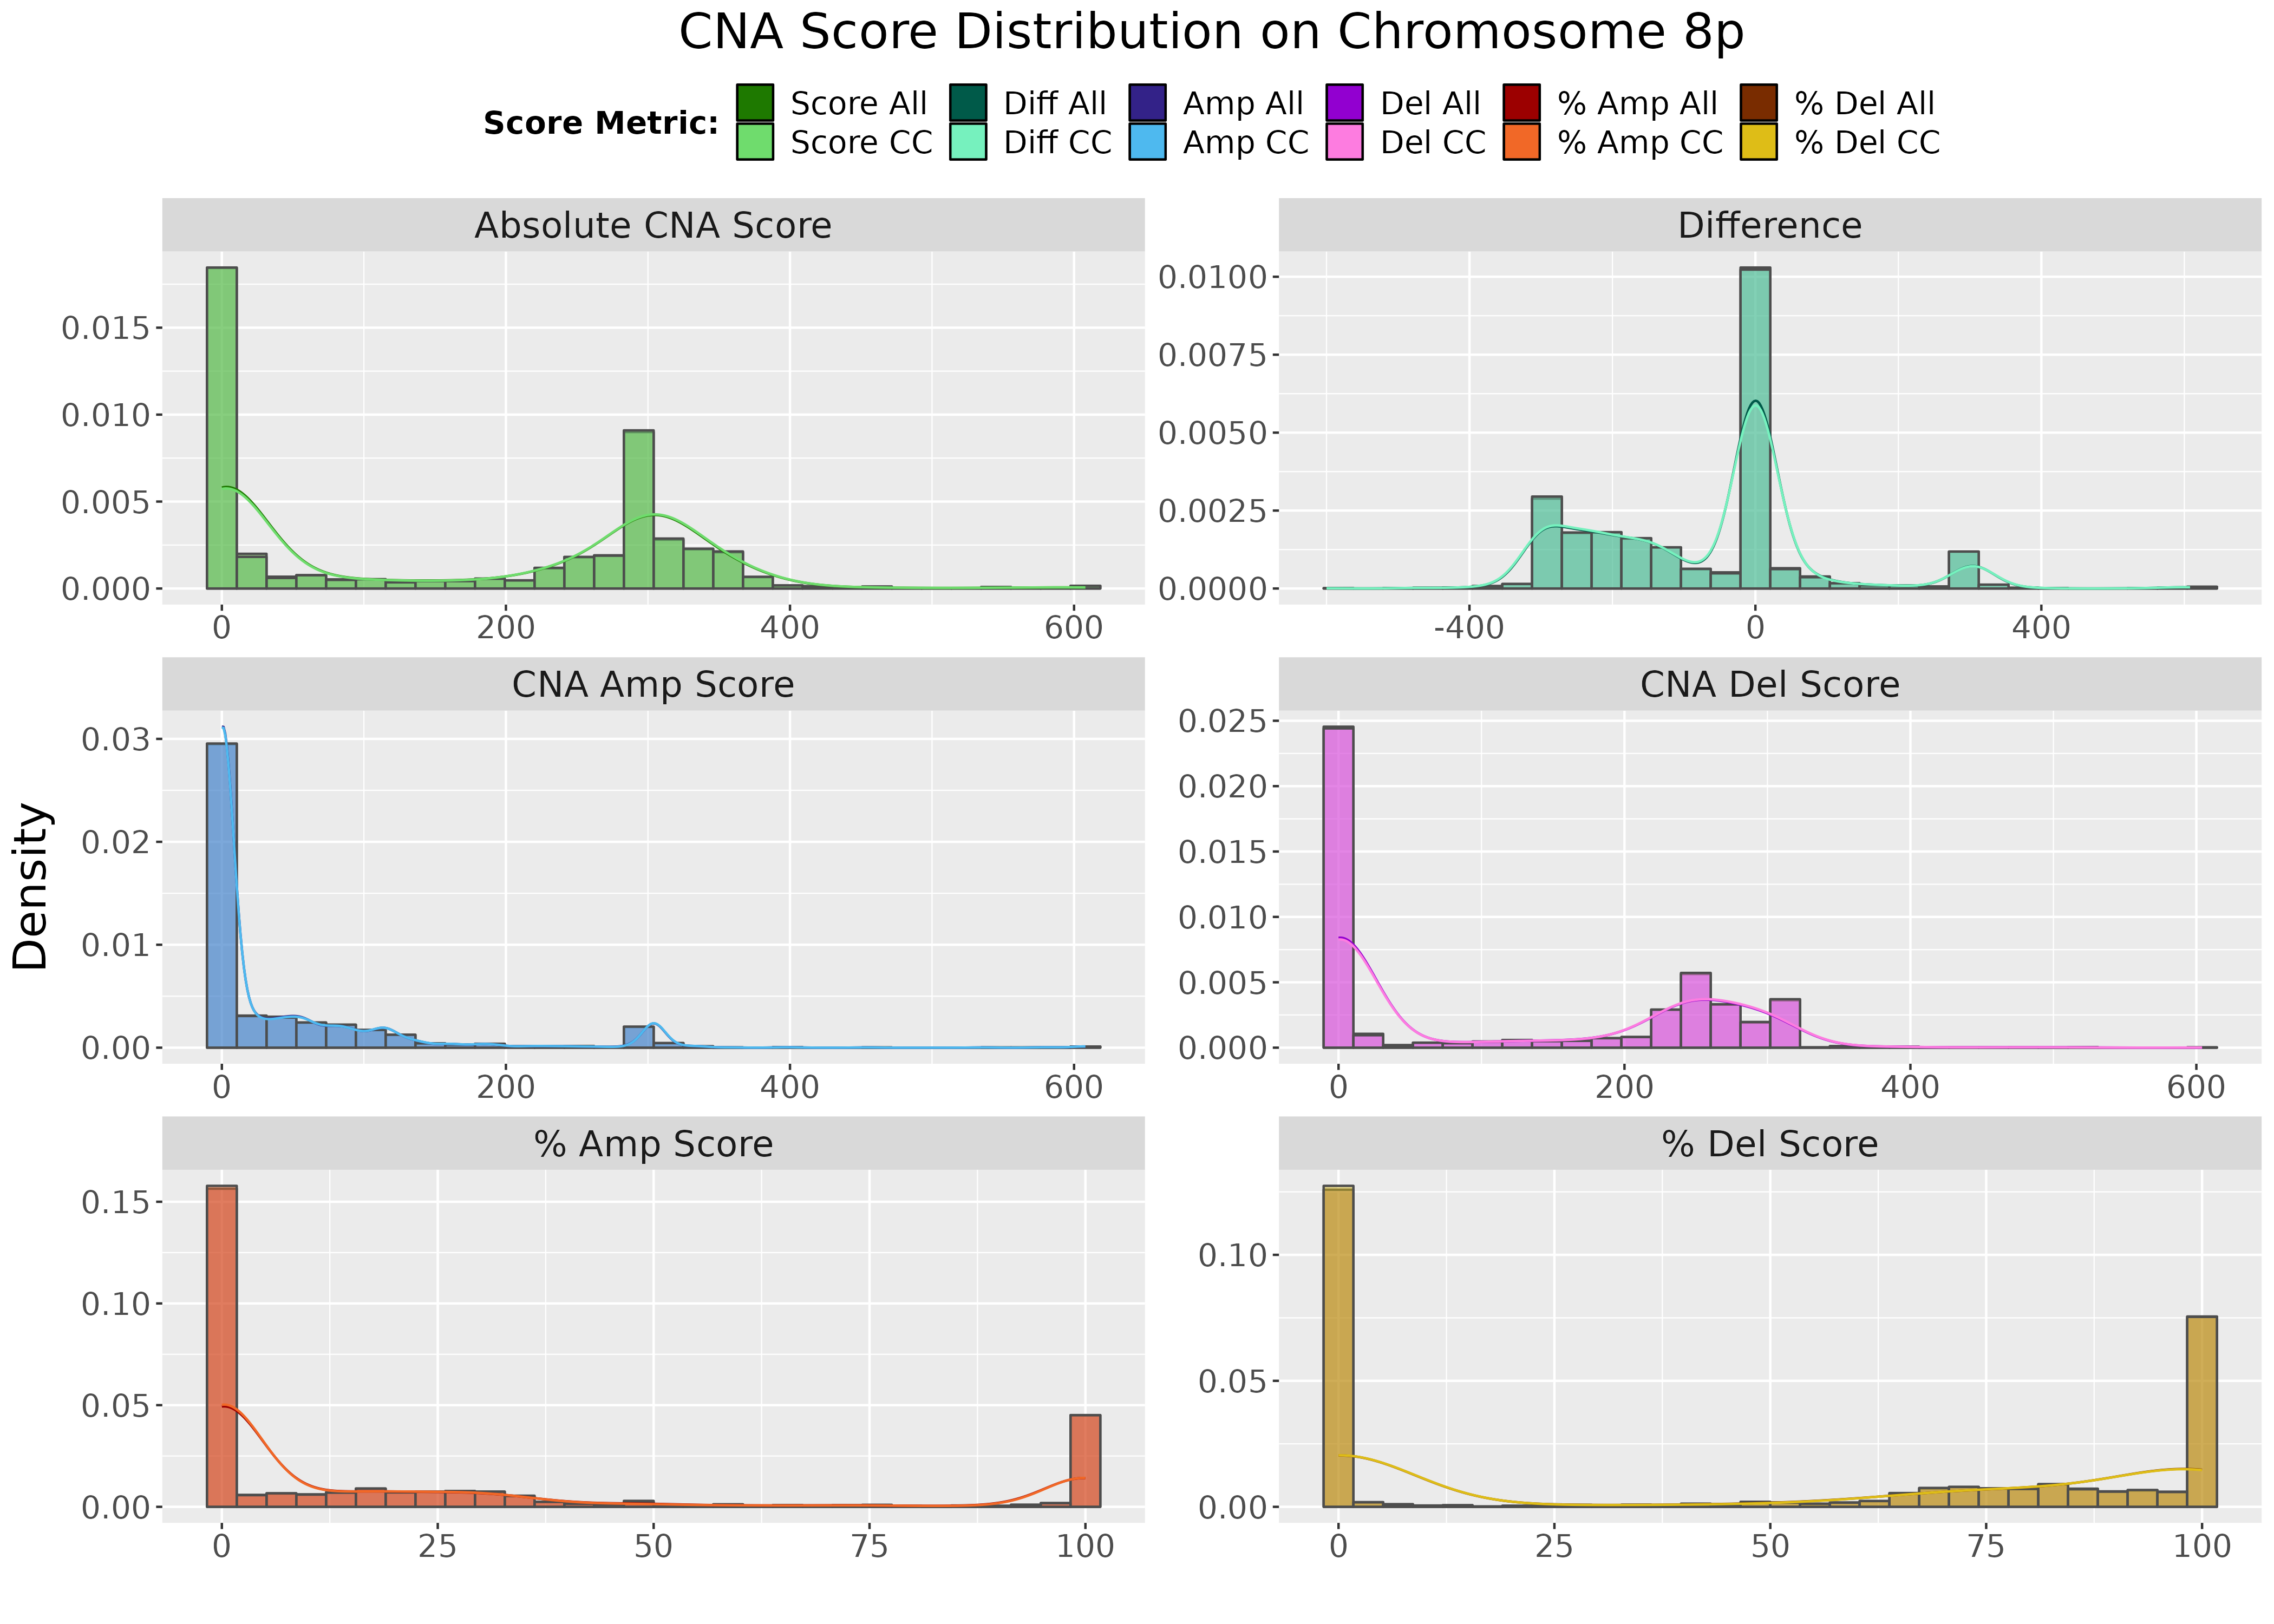 CNA Score Distribution on Chromosome 8p
Score Metric:
Score All Diff All Amp All Del All % Amp All % Del All
Score CC Diff CC Amp CC Del CC % Amp CC % Del CC
Density
Absolute CNA Score
0.015
0.010
0.005
0.000
0 200 400 600
Difference
0.0100
0.0075
0.0050
0.0025
0.0000
-400 0 400
CNA Amp Score
0.03
0.02
0.01
0.00
0 200 400 600
CNA Del Score
0.025
0.020
0.015
0.010
0.005
0.000
0 200 400 600
% Amp Score
0.15
0.10
0.05
0.00
0 25 50 75 100
% Del Score
0.10
0.05
0.00
0 25 50 75 100